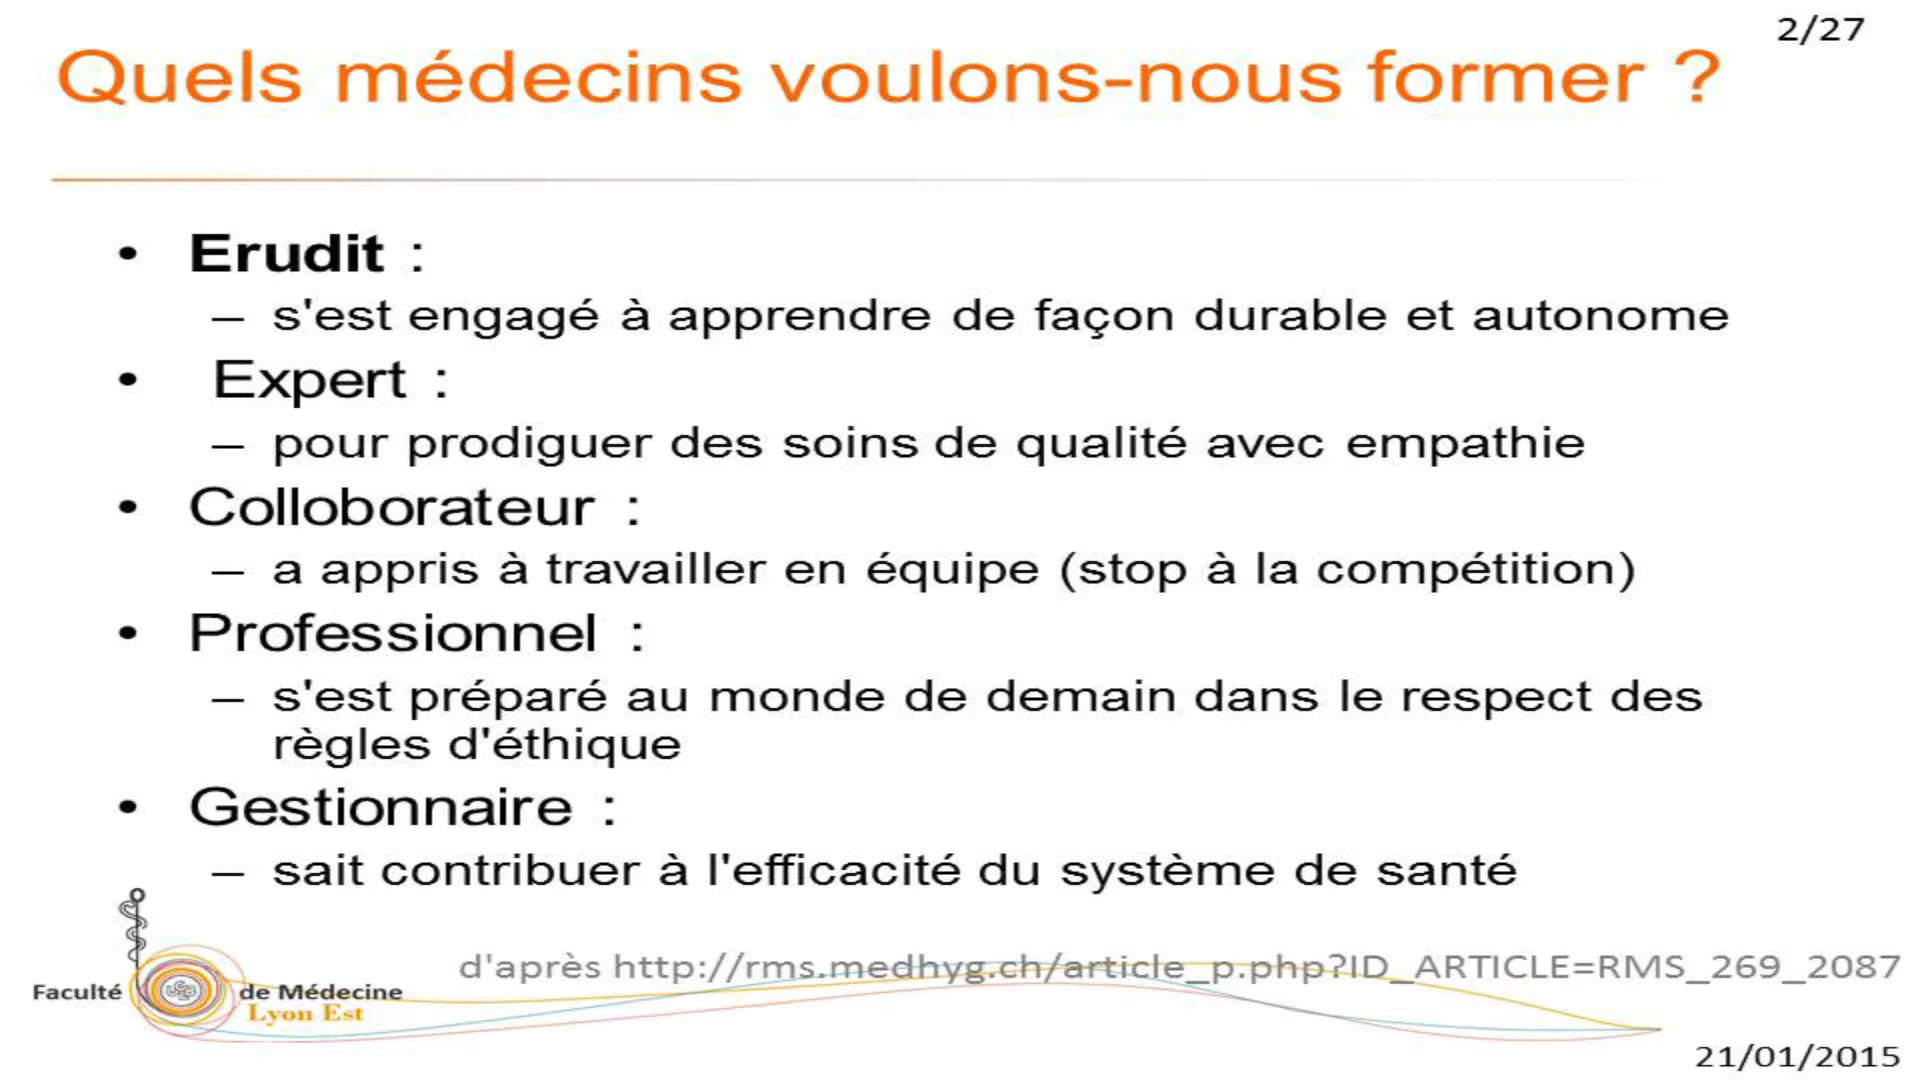 2/27
Quels médecins voulons-nous former ?
• Erudit :
– s'est engagé à apprendre de façon durable et autonome
• Expert :
– pour prodiguer des soins de qualité avec empathie
• Colloborateur :
– a appris à travailler en équipe (stop à la compétition)
• Professionnel :
– s'est préparé au monde de demain dans le respect des
règles d'éthique
• Gestionnaire :
– sait contribuer à l'efficacité du système de santé
d'après http://rms.medhyg.ch/article_p.php?ID_ARTICLE=RMS_269_2087
Faculté de Médecine
Lyon Est
21/01/2015